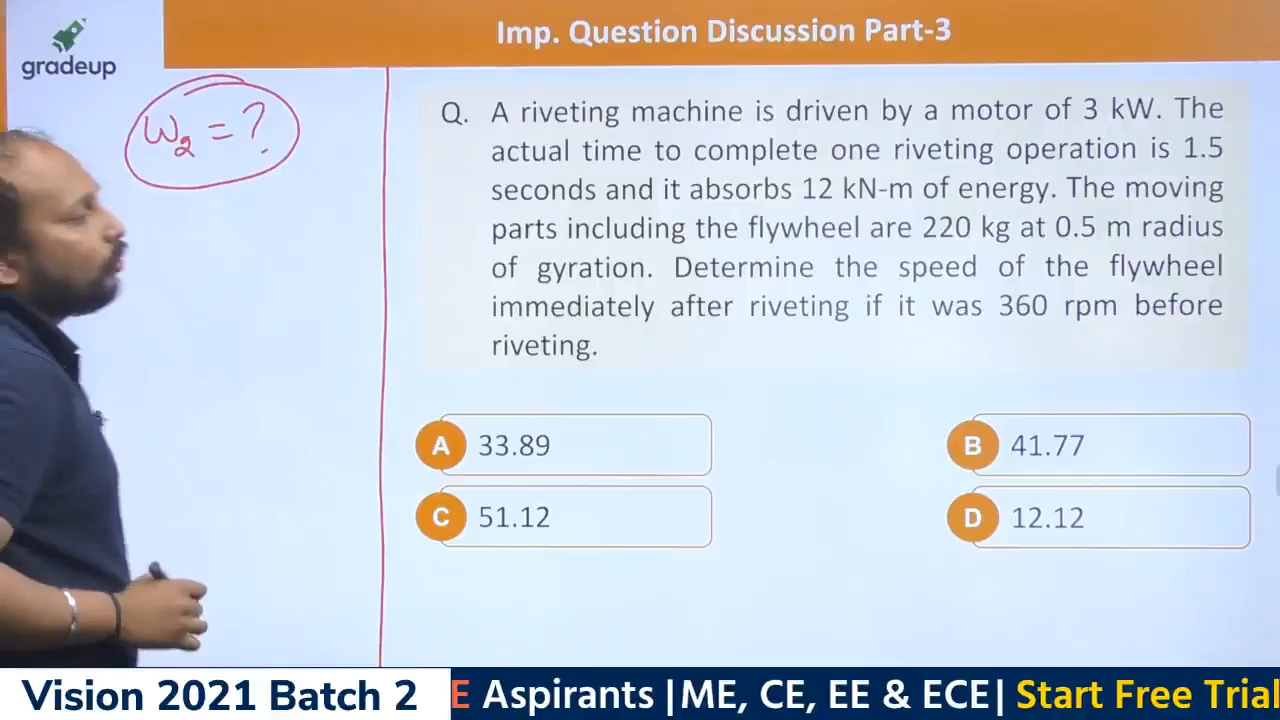 gradeup
Imp. Question Discussion Part-3
W2 = ?
Q. A riveting machine is driven by a motor of 3 kW. The
actual time to complete one riveting operation is 1.5
seconds and it absorbs 12 kN-m of energy. The moving
parts including the flywheel are 220 kg at 0.5 m radius
of gyration. Determine the speed of the flywheel
immediately after riveting if it was 360 rpm before
riveting.
A 33.89
B 41.77
C 51.12
D 12.12
Vision 2021 Batch 2
E Aspirants |ME, CE, EE & ECE| Start Free Trial